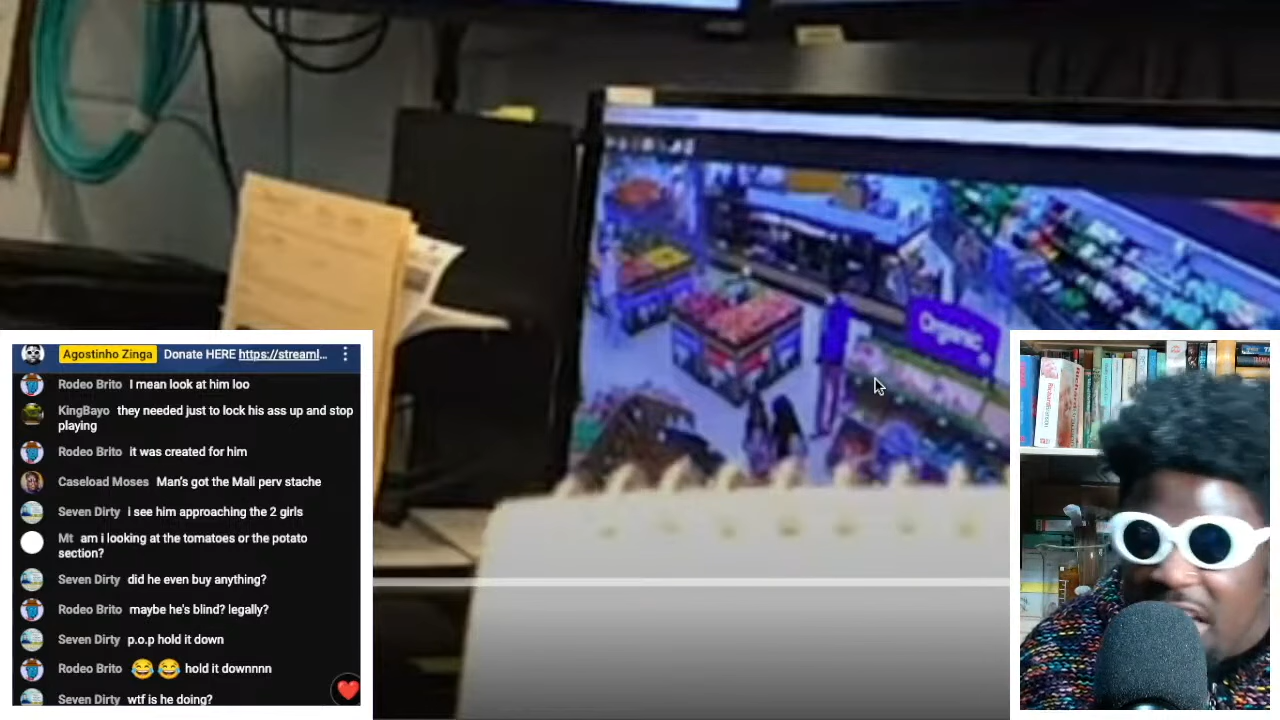 Organic
Agostinho Zinga Donate HERE https://streaml...
Rodeo Brito I mean look at him loo
KingBayo they needed just to lock his ass up and stop
playing
Rodeo Brito it was created for him
Caseload Moses Man's got the Mali perv stache
Seven Dirty i see him approaching the 2 girls
Mt am i looking at the tomatoes or the potato
section?
Seven Dirty did he even buy anything?
Rodeo Brito maybe he's blind? legally?
Seven Dirty p.o.p hold it down
Rodeo Brito 😂 😂 hold it downnnn
Seven Dirty wtf is he doing?